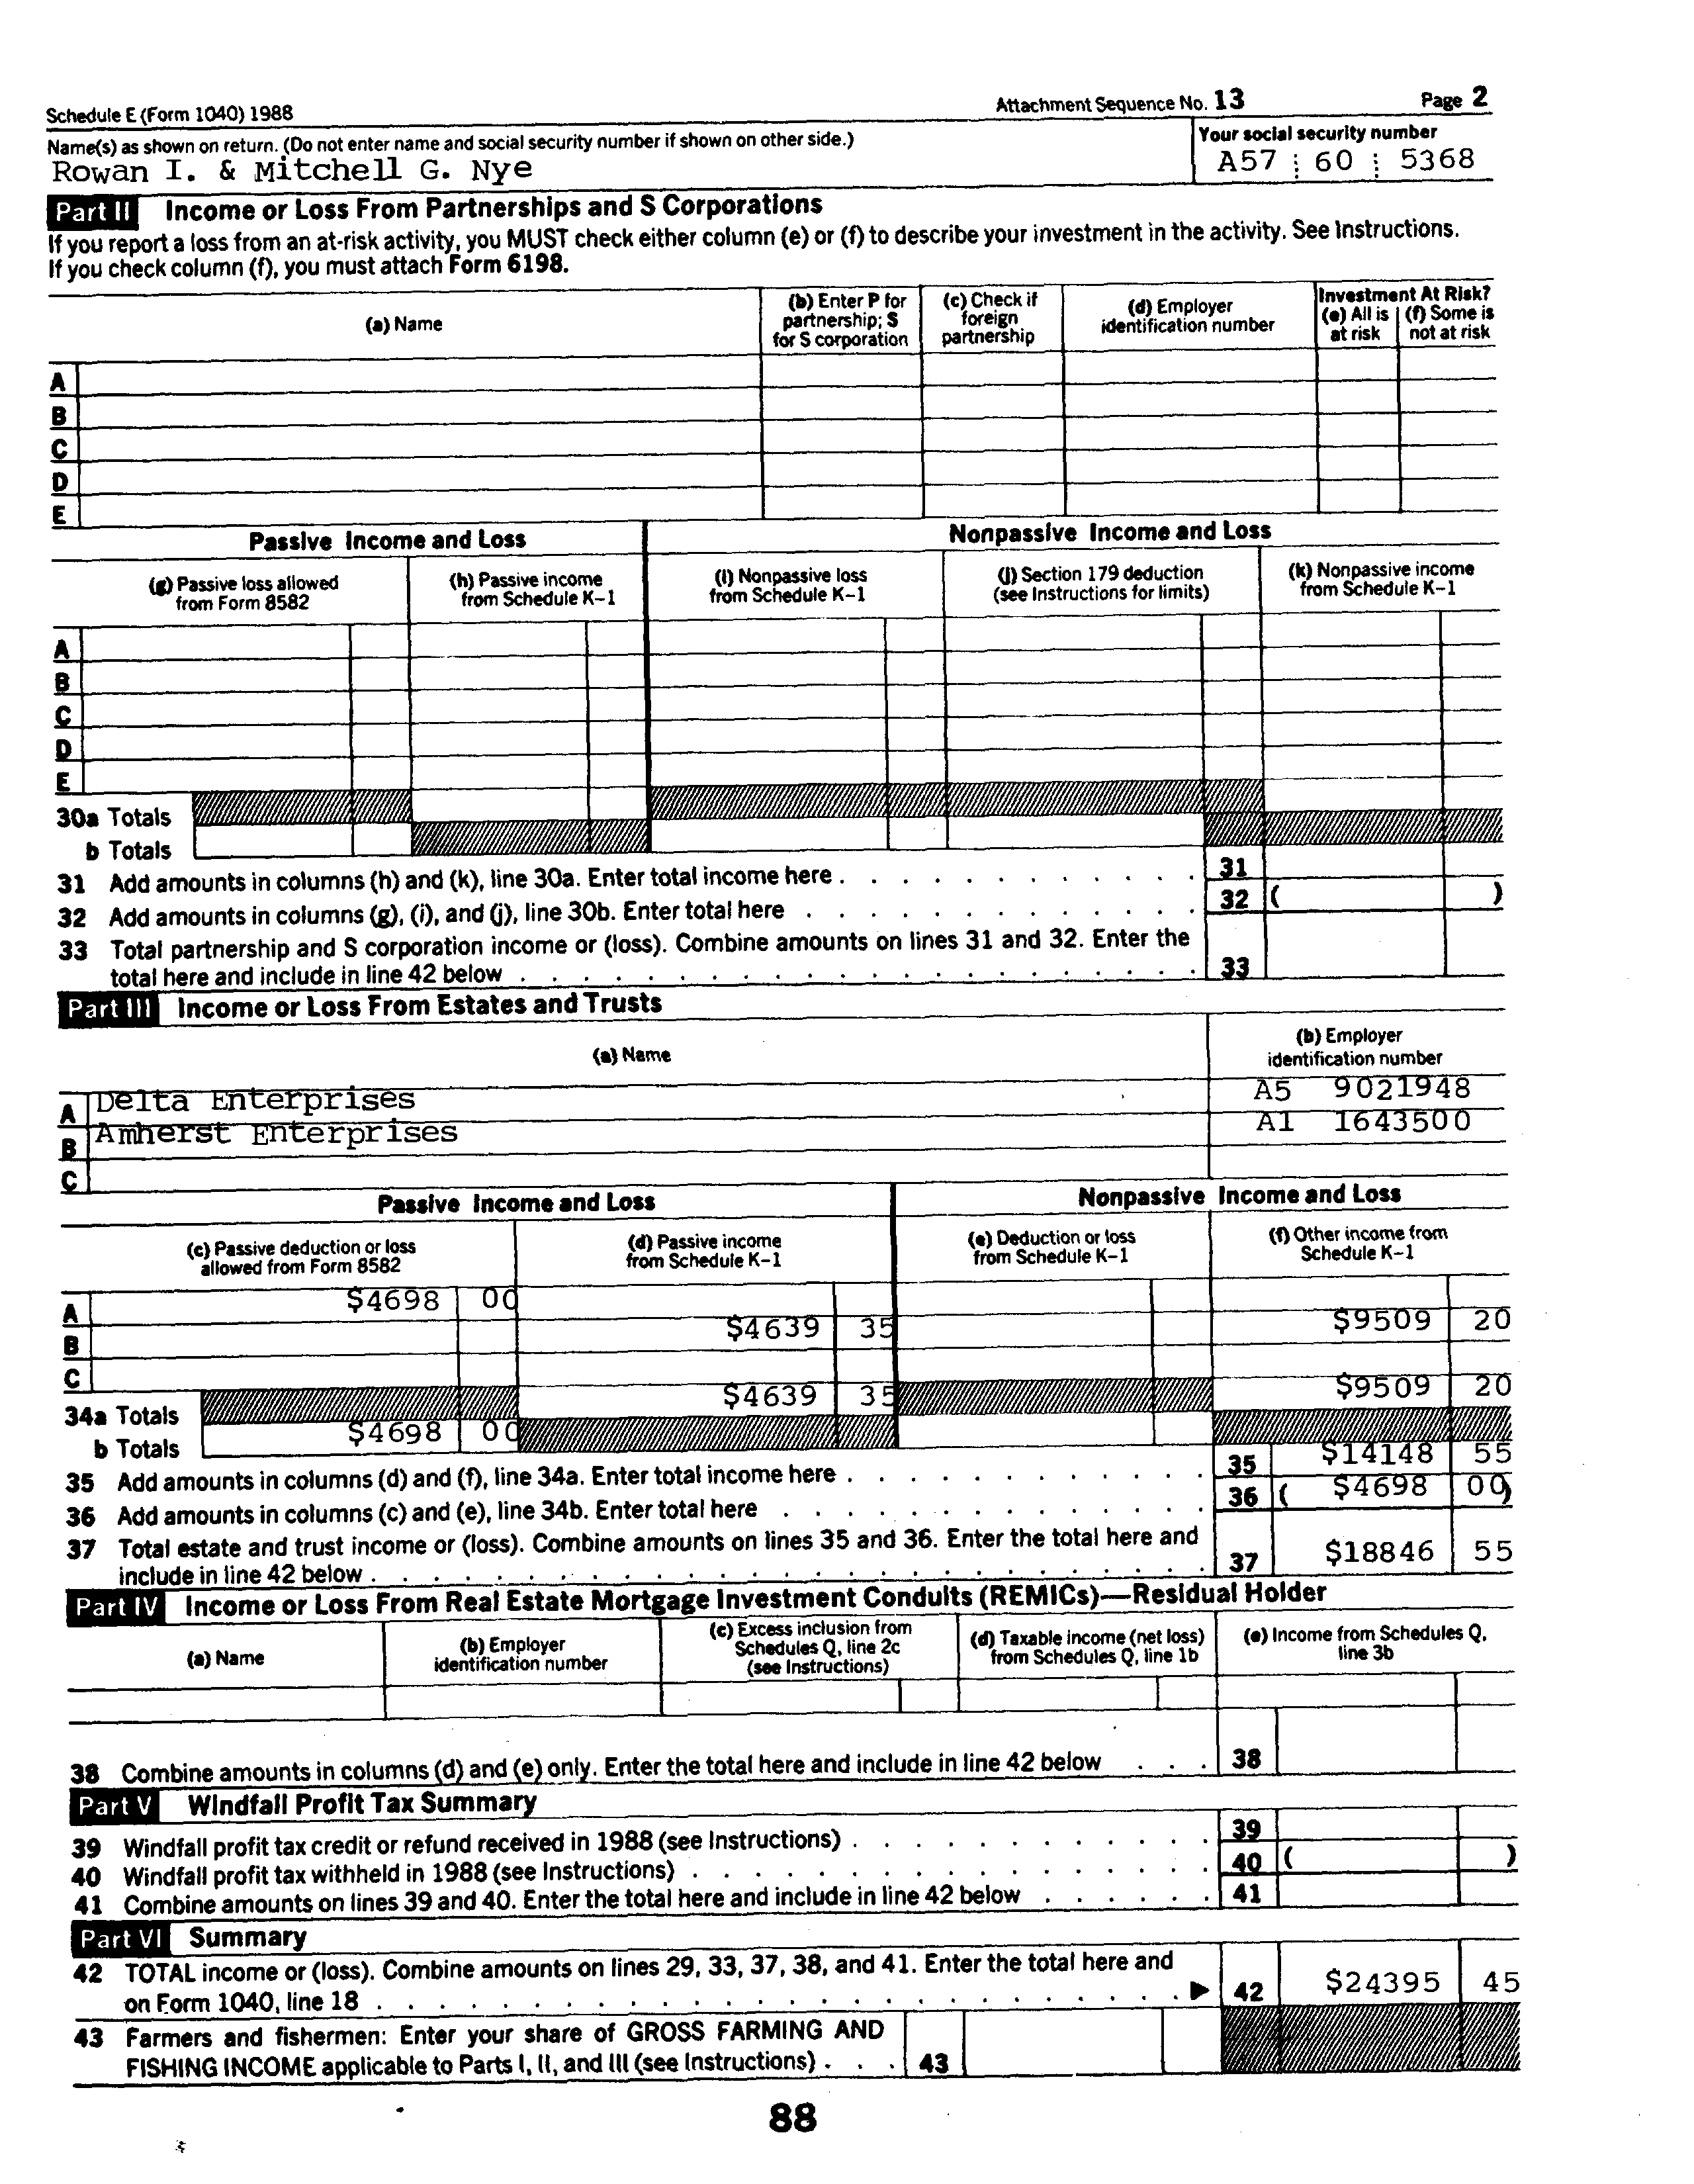 Schedule E (Form 1040) 1988 Attachment Sequence No. 13 Page 2
Name(s) as shown on return. (Do not enter name and social security number if shown on other side.) Your social security number
Rowan I. & Mitchell G. Nye A57 60 5368
Part II Income or Loss From Partnerships and S Corporations
If you report a loss from an at-risk activity, you MUST check either column (e) or (f) to describe your investment in the activity. See Instructions.
If you check column (f), you must attach Form 6198.
(a) Name
(b) Enter P for partnership; S for S corporation
(c) Check if foreign partnership
(d) Employer identification number
Investment At Risk?
(e) All is at risk
(f) Some is not at risk
A
B
C
D
E
Passive Income and Loss Nonpassive Income and Loss
(g) Passive loss allowed from Form 8582
(h) Passive income from Schedule K-1
(i) Nonpassive loss from Schedule K-1
(j) Section 179 deduction (see Instructions for limits)
(k) Nonpassive income from Schedule K-1
A
B
C
D
E
30a Totals
b Totals
31 Add amounts in columns (h) and (k), line 30a. Enter total income here . . . . . . . . . . . . 31
32 Add amounts in columns (g), (i), and (j), line 30b. Enter total here . . . . . . . . . . . . . 32 ( )
33 Total partnership and S corporation income or (loss). Combine amounts on lines 31 and 32. Enter the
total here and include in line 42 below . . . . . . . . . . . . . . . . . . . . . . 33
Part III Income or Loss From Estates and Trusts
(a) Name
(b) Employer identification number
A Delta Enterprises A5 9021948
B Amherst Enterprises A1 1643500
C
Passive Income and Loss Nonpassive Income and Loss
(c) Passive deduction or loss allowed from Form 8582
(d) Passive income from Schedule K-1
(e) Deduction or loss from Schedule K-1
(f) Other income from Schedule K-1
A $4698 00
B $4639 35 $9509 20
C
34a Totals $4639 35 $9509 20
b Totals $4698 00
35 Add amounts in columns (d) and (f), line 34a. Enter total income here . . . . . . . . . . . . 35 $14148 55
36 Add amounts in columns (c) and (e), line 34b. Enter total here . . . . . . . . . . . . . . 36 ( $4698 00)
37 Total estate and trust income or (loss). Combine amounts on lines 35 and 36. Enter the total here and
include in line 42 below . . . . . . . . . . . . . . . . . . . . . . . . . . . 37 $18846 55
Part IV Income or Loss From Real Estate Mortgage Investment Conduits (REMICs)—Residual Holder
(a) Name
(b) Employer identification number
(c) Excess inclusion from Schedules Q, line 2c (see Instructions)
(d) Taxable income (net loss) from Schedules Q, line 1b
(e) Income from Schedules Q, line 3b
38 Combine amounts in columns (d) and (e) only. Enter the total here and include in line 42 below . . . 38
Part V Windfall Profit Tax Summary
39 Windfall profit tax credit or refund received in 1988 (see Instructions) . . . . . . . . . . . . 39
40 Windfall profit tax withheld in 1988 (see Instructions) . . . . . . . . . . . . . . . . . 40 ( )
41 Combine amounts on lines 39 and 40. Enter the total here and include in line 42 below . . . . . . 41
Part VI Summary
42 TOTAL income or (loss). Combine amounts on lines 29, 33, 37, 38, and 41. Enter the total here and
on Form 1040, line 18 . . . . . . . . . . . . . . . . . . . . . . . . . . ▶ 42 $24395 45
43 Farmers and fishermen: Enter your share of GROSS FARMING AND
FISHING INCOME applicable to Parts I, II, and III (see Instructions) . . . 43
88